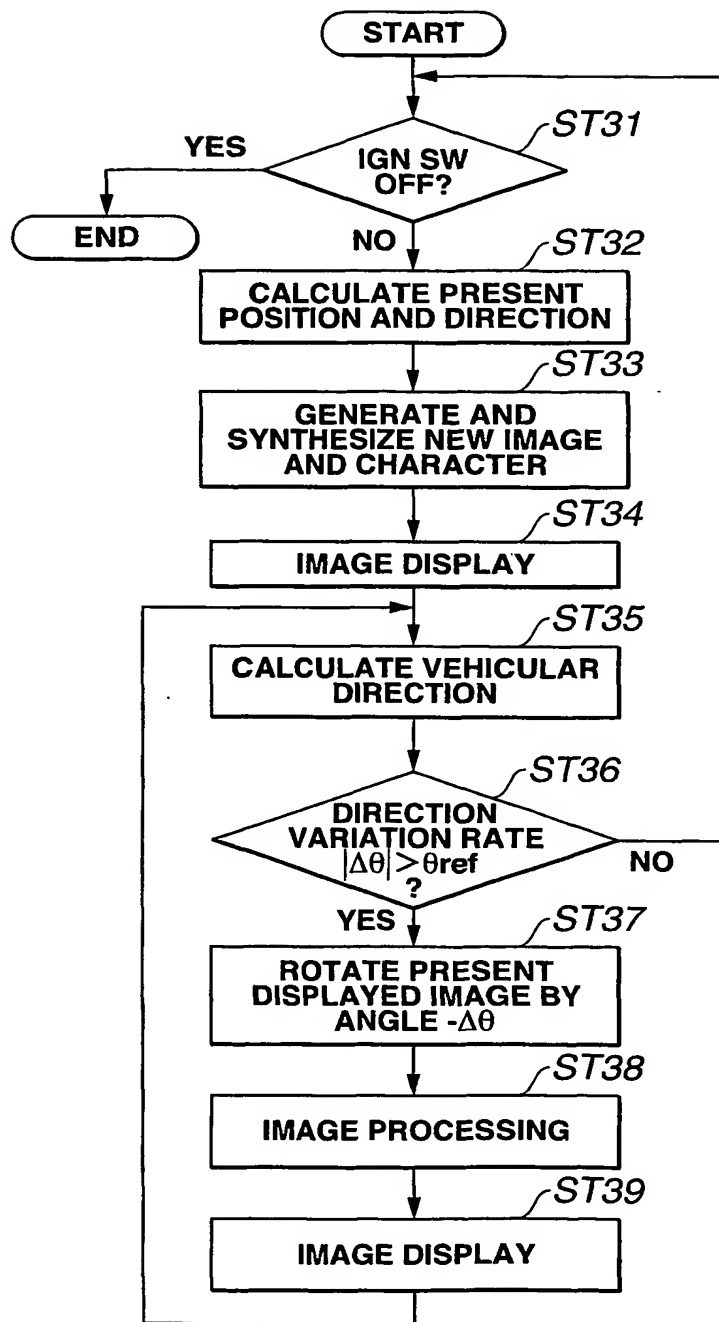 START
ST31
YES
IGN SW
OFF?
END
NO
ST32
CALCULATE PRESENT
POSITION AND DIRECTION
ST33
GENERATE AND
SYNTHESIZE NEW IMAGE
AND CHARACTER
ST34
IMAGE DISPLAY
ST35
CALCULATE VEHICULAR
DIRECTION
ST36
DIRECTION
VARIATION RATE
|Δθ|>θref
?
NO
YES
ST37
ROTATE PRESENT
DISPLAYED IMAGE BY
ANGLE -Δθ
ST38
IMAGE PROCESSING
ST39
IMAGE DISPLAY